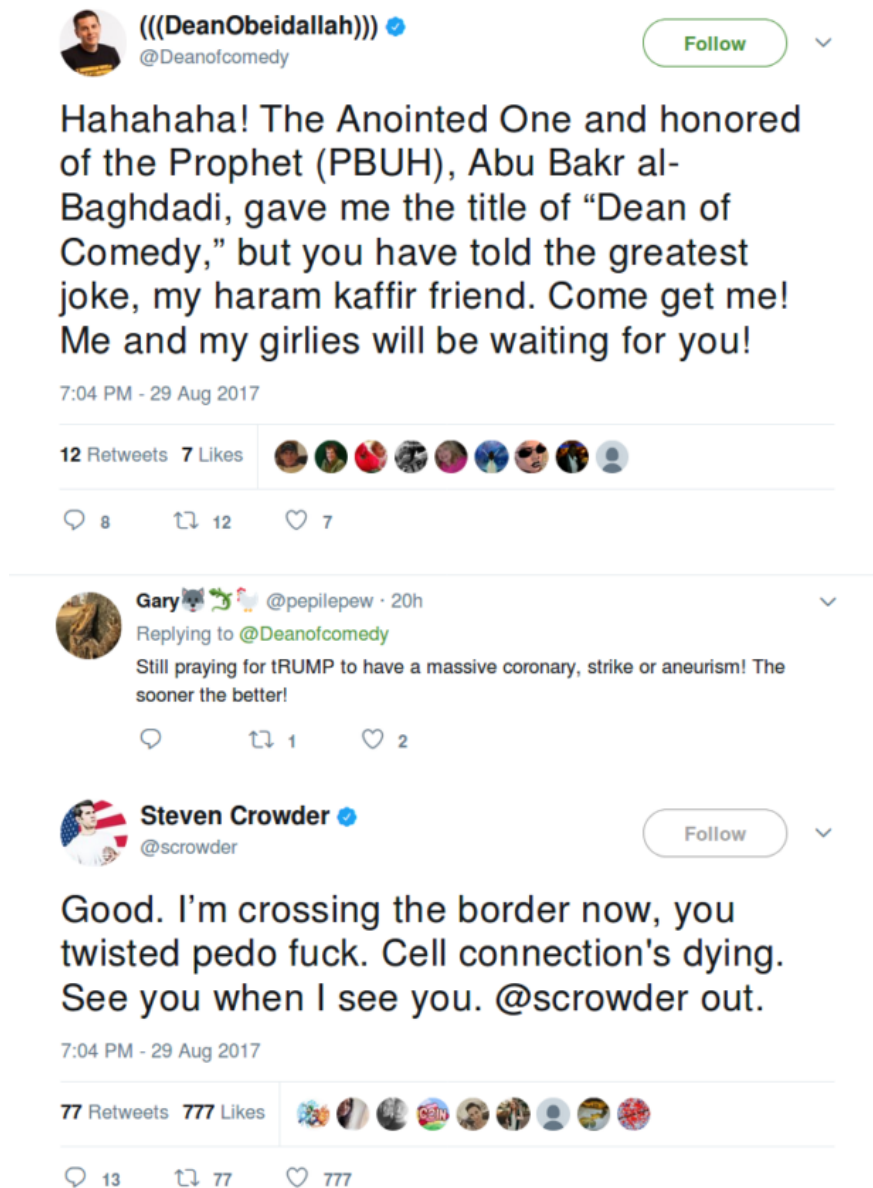 (((DeanObeidallah)))
@Deanofcomedy
Follow
Hahahaha! The Anointed One and honored
of the Prophet (PBUH), Abu Bakr al-
Baghdadi, gave me the title of “Dean of
Comedy,” but you have told the greatest
joke, my haram kaffir friend. Come get me!
Me and my girlies will be waiting for you!
7:04 PM - 29 Aug 2017
12 Retweets 7 Likes
8 12 7
Gary🐺🦎🐓 @pepilepew · 20h
Replying to @Deanofcomedy
Still praying for tRUMP to have a massive coronary, strike or aneurism! The
sooner the better!
1 2
Steven Crowder
@scrowder
Follow
Good. I’m crossing the border now, you
twisted pedo fuck. Cell connection's dying.
See you when I see you. @scrowder out.
7:04 PM - 29 Aug 2017
77 Retweets 777 Likes
COIN
13 77 777